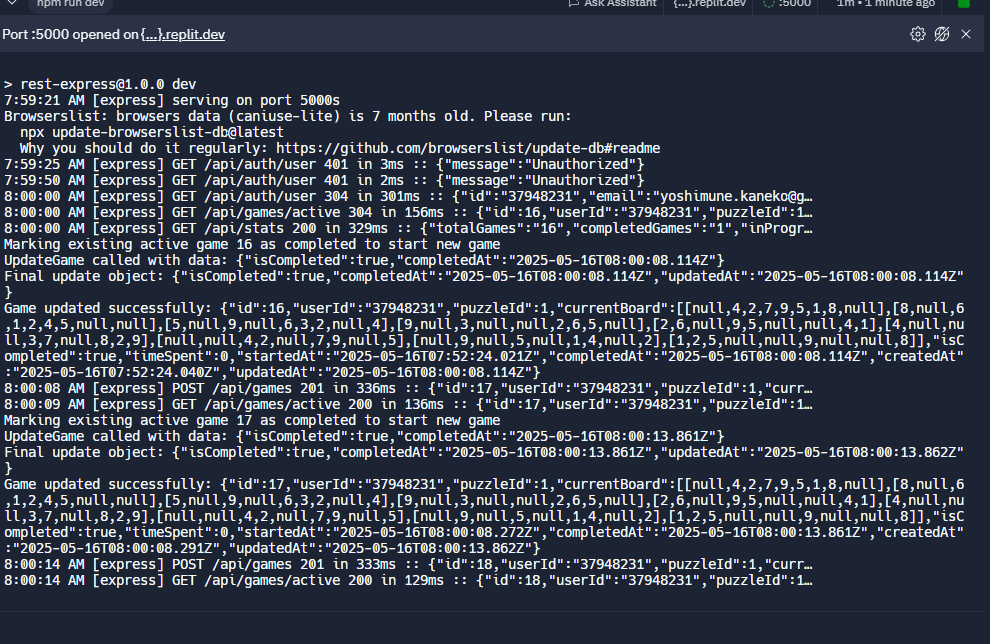 npm run dev
Ask Assistant
{...}.replit.dev
:5000
1m • 1 minute ago
Port :5000 opened on {...}.replit.dev
> rest-express@1.0.0 dev
7:59:21 AM [express] serving on port 5000s
Browserslist: browsers data (caniuse-lite) is 7 months old. Please run:
  npx update-browserslist-db@latest
  Why you should do it regularly: https://github.com/browserslist/update-db#readme
7:59:25 AM [express] GET /api/auth/user 401 in 3ms :: {"message":"Unauthorized"}
7:59:50 AM [express] GET /api/auth/user 401 in 2ms :: {"message":"Unauthorized"}
8:00:00 AM [express] GET /api/auth/user 304 in 301ms :: {"id":"37948231","email":"yoshimune.kaneko@g…
8:00:00 AM [express] GET /api/games/active 304 in 156ms :: {"id":16,"userId":"37948231","puzzleId":1…
8:00:00 AM [express] GET /api/stats 200 in 329ms :: {"totalGames":"16","completedGames":"1","inProgr…
Marking existing active game 16 as completed to start new game
UpdateGame called with data: {"isCompleted":true,"completedAt":"2025-05-16T08:00:08.114Z"}
Final update object: {"isCompleted":true,"completedAt":"2025-05-16T08:00:08.114Z","updatedAt":"2025-05-16T08:00:08.114Z"
}
Game updated successfully: {"id":16,"userId":"37948231","puzzleId":1,"currentBoard":[[null,4,2,7,9,5,1,8,null],[8,null,6
,1,2,4,5,null,null],[5,null,9,null,6,3,2,null,4],[9,null,3,null,null,2,6,5,null],[2,6,null,9,5,null,null,4,1],[4,null,nu
ll,3,7,null,8,2,9],[null,null,4,2,null,7,9,null,5],[null,9,null,5,null,1,4,null,2],[1,2,5,null,null,9,null,null,8]],"isC
ompleted":true,"timeSpent":0,"startedAt":"2025-05-16T07:52:24.021Z","completedAt":"2025-05-16T08:00:08.114Z","createdAt"
:"2025-05-16T07:52:24.040Z","updatedAt":"2025-05-16T08:00:08.114Z"}
8:00:08 AM [express] POST /api/games 201 in 336ms :: {"id":17,"userId":"37948231","puzzleId":1,"curr…
8:00:09 AM [express] GET /api/games/active 200 in 136ms :: {"id":17,"userId":"37948231","puzzleId":1…
Marking existing active game 17 as completed to start new game
UpdateGame called with data: {"isCompleted":true,"completedAt":"2025-05-16T08:00:13.861Z"}
Final update object: {"isCompleted":true,"completedAt":"2025-05-16T08:00:13.861Z","updatedAt":"2025-05-16T08:00:13.862Z"
}
Game updated successfully: {"id":17,"userId":"37948231","puzzleId":1,"currentBoard":[[null,4,2,7,9,5,1,8,null],[8,null,6
,1,2,4,5,null,null],[5,null,9,null,6,3,2,null,4],[9,null,3,null,null,2,6,5,null],[2,6,null,9,5,null,null,4,1],[4,null,nu
ll,3,7,null,8,2,9],[null,null,4,2,null,7,9,null,5],[null,9,null,5,null,1,4,null,2],[1,2,5,null,null,9,null,null,8]],"isC
ompleted":true,"timeSpent":0,"startedAt":"2025-05-16T08:00:08.272Z","completedAt":"2025-05-16T08:00:13.861Z","createdAt"
:"2025-05-16T08:00:08.291Z","updatedAt":"2025-05-16T08:00:13.862Z"}
8:00:14 AM [express] POST /api/games 201 in 333ms :: {"id":18,"userId":"37948231","puzzleId":1,"curr…
8:00:14 AM [express] GET /api/games/active 200 in 129ms :: {"id":18,"userId":"37948231","puzzleId":1…